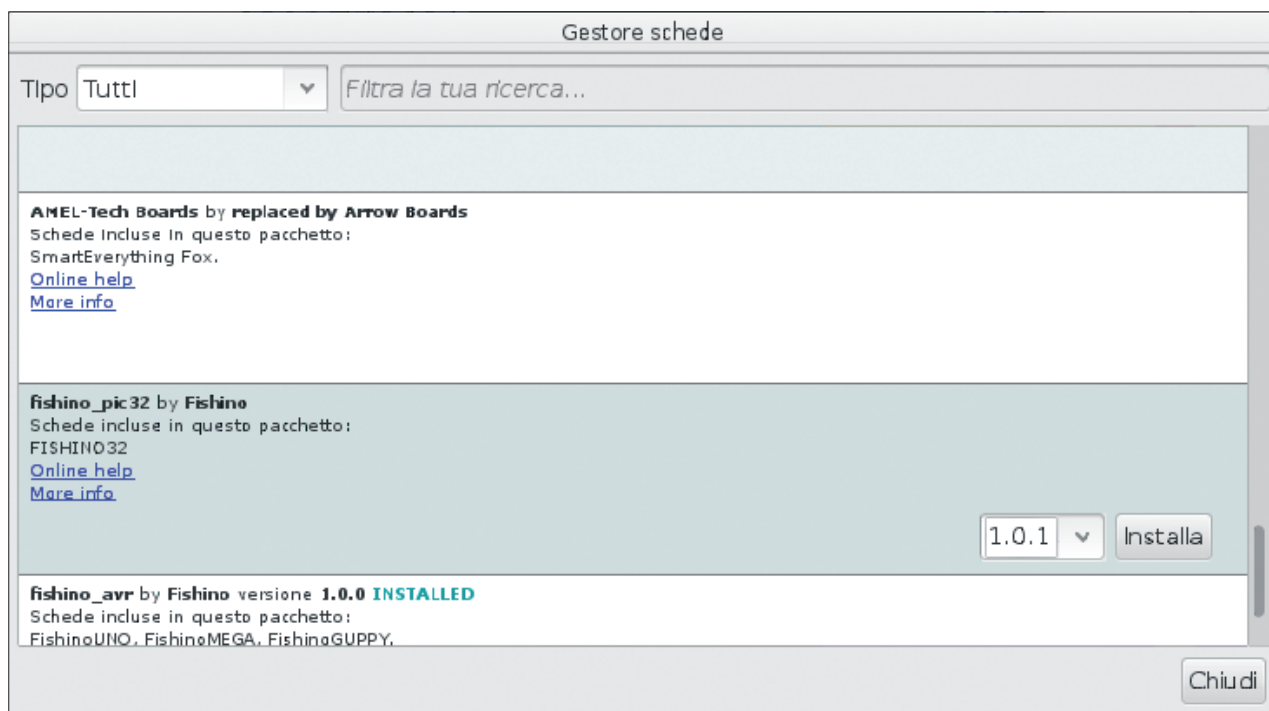 Gestore schede
Tipo Tutti Filtra la tua ricerca...
AMEL-Tech Boards by replaced by Arrow Boards
Schede incluse in questo pacchetto:
SmartEverything Fox.
Online help
More info
fishino_pic32 by Fishino
Schede incluse in questo pacchetto:
FISHINO32
Online help
More info
1.0.1 Installa
fishino_avr by Fishino versione 1.0.0 INSTALLED
Schede incluse in questo pacchetto:
FishinoUNO, FishinoMEGA, FishinoGUPPY.
Chiudi